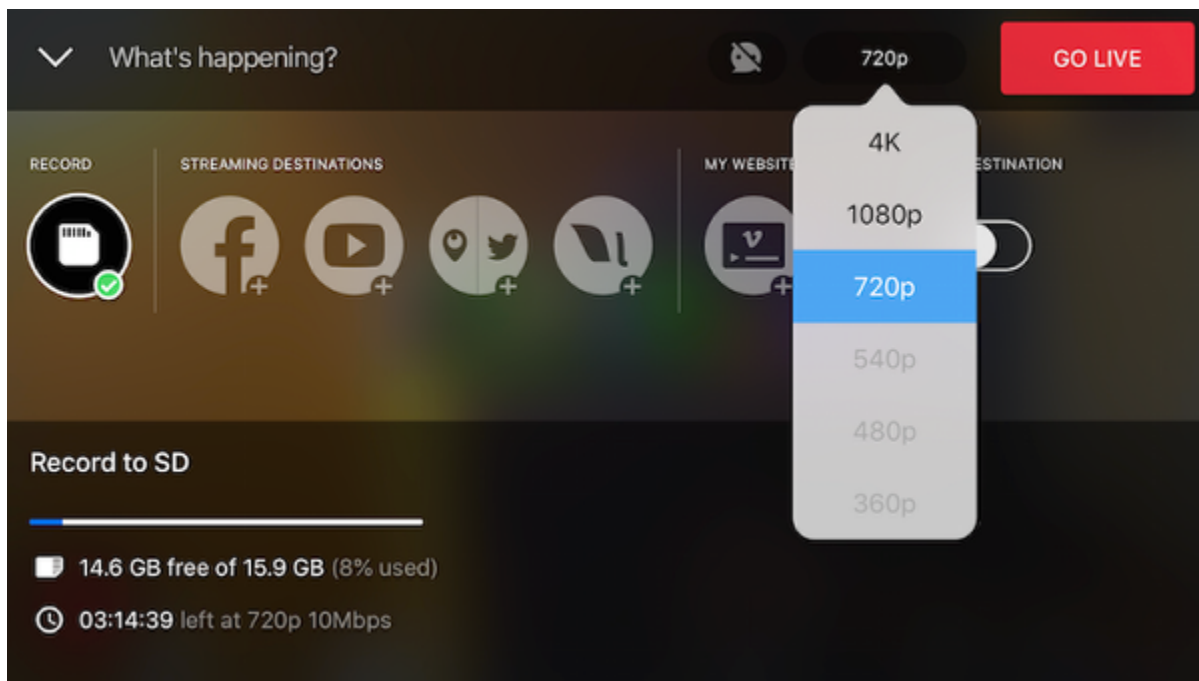 What's happening?
720p
GO LIVE
RECORD
STREAMING DESTINATIONS
MY WEBSITE
ESTINATION
4K
1080p
720p
540p
480p
360p
Record to SD
14.6 GB free of 15.9 GB (8% used)
03:14:39 left at 720p 10Mbps